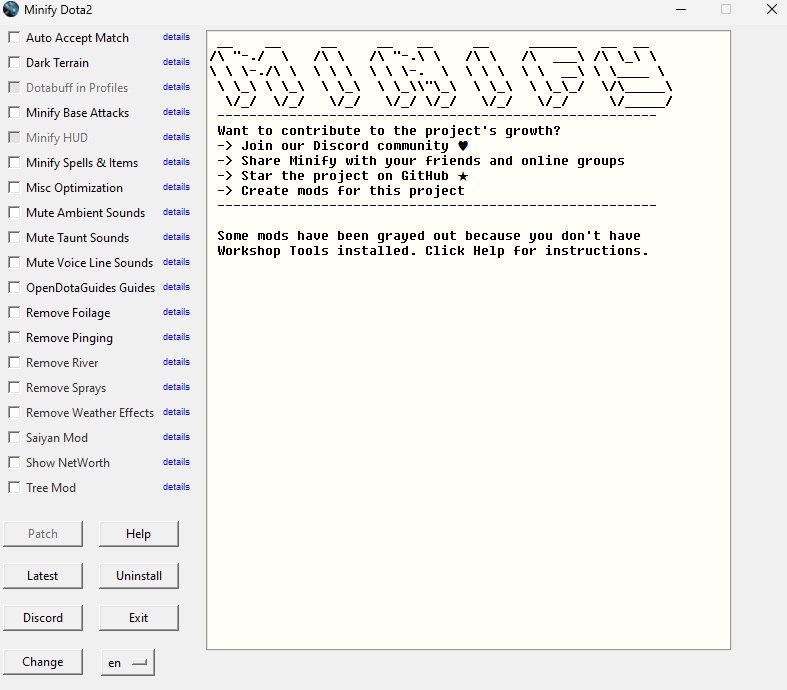 Minify Dota2
Auto Accept Match details
Dark Terrain details
Dotabuff in Profiles details
Minify Base Attacks details
Minify HUD details
Minify Spells & Items details
Misc Optimization details
Mute Ambient Sounds details
Mute Taunt Sounds details
Mute Voice Line Sounds details
OpenDotaGuides Guides details
Remove Foilage details
Remove Pinging details
Remove River details
Remove Sprays details
Remove Weather Effects details
Saiyan Mod details
Show NetWorth details
Tree Mod details
Patch Help
Latest Uninstall
Discord Exit
Change en
MINIFY
Want to contribute to the project's growth?
-> Join our Discord community ♥
-> Share Minify with your friends and online groups
-> Star the project on GitHub ★
-> Create mods for this project
Some mods have been grayed out because you don't have
Workshop Tools installed. Click Help for instructions.